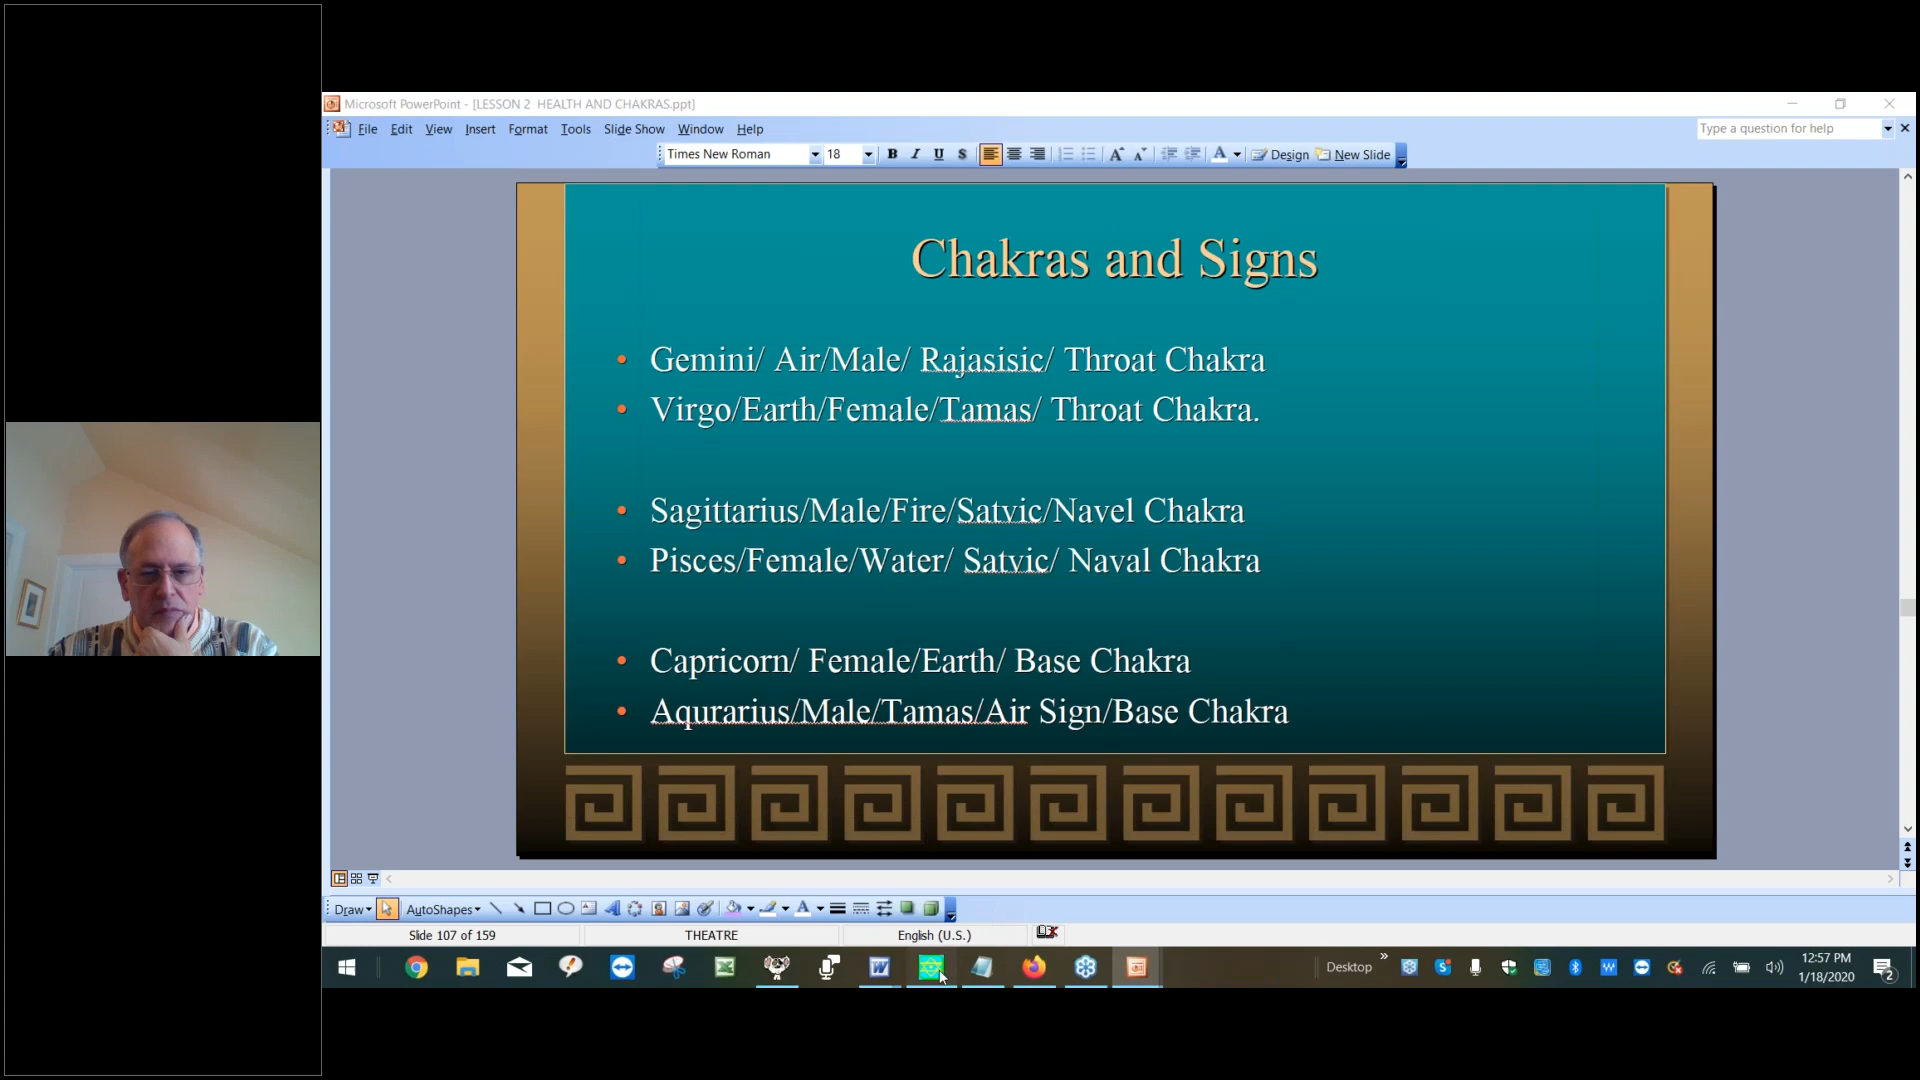 Microsoft PowerPoint - [LESSON 2 HEALTH AND CHAKRAS.ppt]
File Edit View Insert Format Tools Slide Show Window Help
Type a question for help
Times New Roman 18 B I U S A A A Design New Slide
Chakras and Signs
• Gemini/ Air/Male/ Rajasisic/ Throat Chakra
• Virgo/Earth/Female/Tamas/ Throat Chakra.
• Sagittarius/Male/Fire/Satvic/Navel Chakra
• Pisces/Female/Water/ Satvic/ Naval Chakra
• Capricorn/ Female/Earth/ Base Chakra
• Aqurarius/Male/Tamas/Air Sign/Base Chakra
Draw AutoShapes A
Slide 107 of 159 THEATRE English (U.S.)
Desktop 12:57 PM
1/18/2020 2